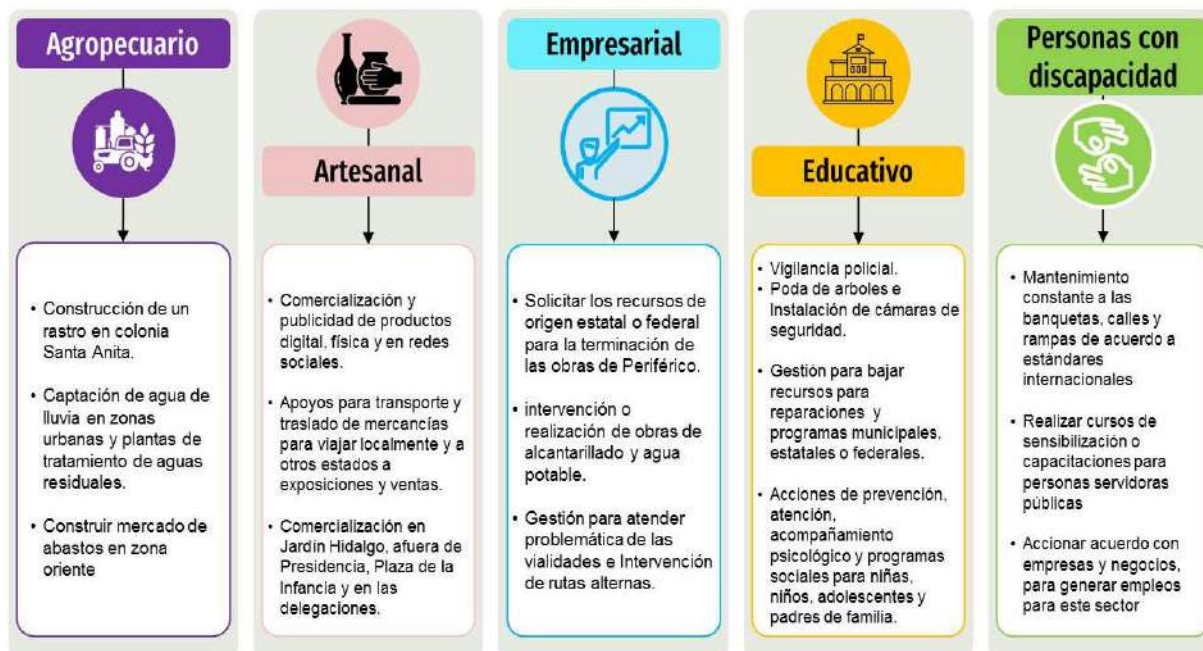 Agropecuario
• Construcción de un
rastro en colonia
Santa Anita.
• Captación de agua de
lluvia en zonas
urbanas y plantas de
tratamiento de aguas
residuales.
• Construir mercado de
abastos en zona
oriente
Artesanal
• Comercialización y
publicidad de productos
digital, física y en redes
sociales.
• Apoyos para transporte y
traslado de mercancías
para viajar localmente y a
otros estados a
exposiciones y ventas.
• Comercialización en
Jardín Hidalgo, afuera de
Presidencia, Plaza de la
Infancia y en las
delegaciones.
Empresarial
• Solicitar los recursos de
origen estatal o federal
para la terminación de
las obras de Periférico.
• intervención o
realización de obras de
alcantarillado y agua
potable.
• Gestión para atender
problemática de las
vialidades e Intervención
de rutas alternas.
Educativo
• Vigilancia policial.
• Poda de arboles e
Instalación de cámaras de
seguridad.
• Gestión para bajar
recursos para
reparaciones y
programas municipales,
estatales o federales.
• Acciones de prevención,
atención,
acompañamiento
psicológico y programas
sociales para niñas,
niños, adolescentes y
padres de familia.
Personas con
discapacidad
• Mantenimiento
constante a las
banquetas, calles y
rampas de acuerdo a
estándares
internacionales
• Realizar cursos de
sensibilización o
capacitaciones para
personas servidoras
públicas
• Accionar acuerdo con
empresas y negocios,
para generar empleos
para este sector